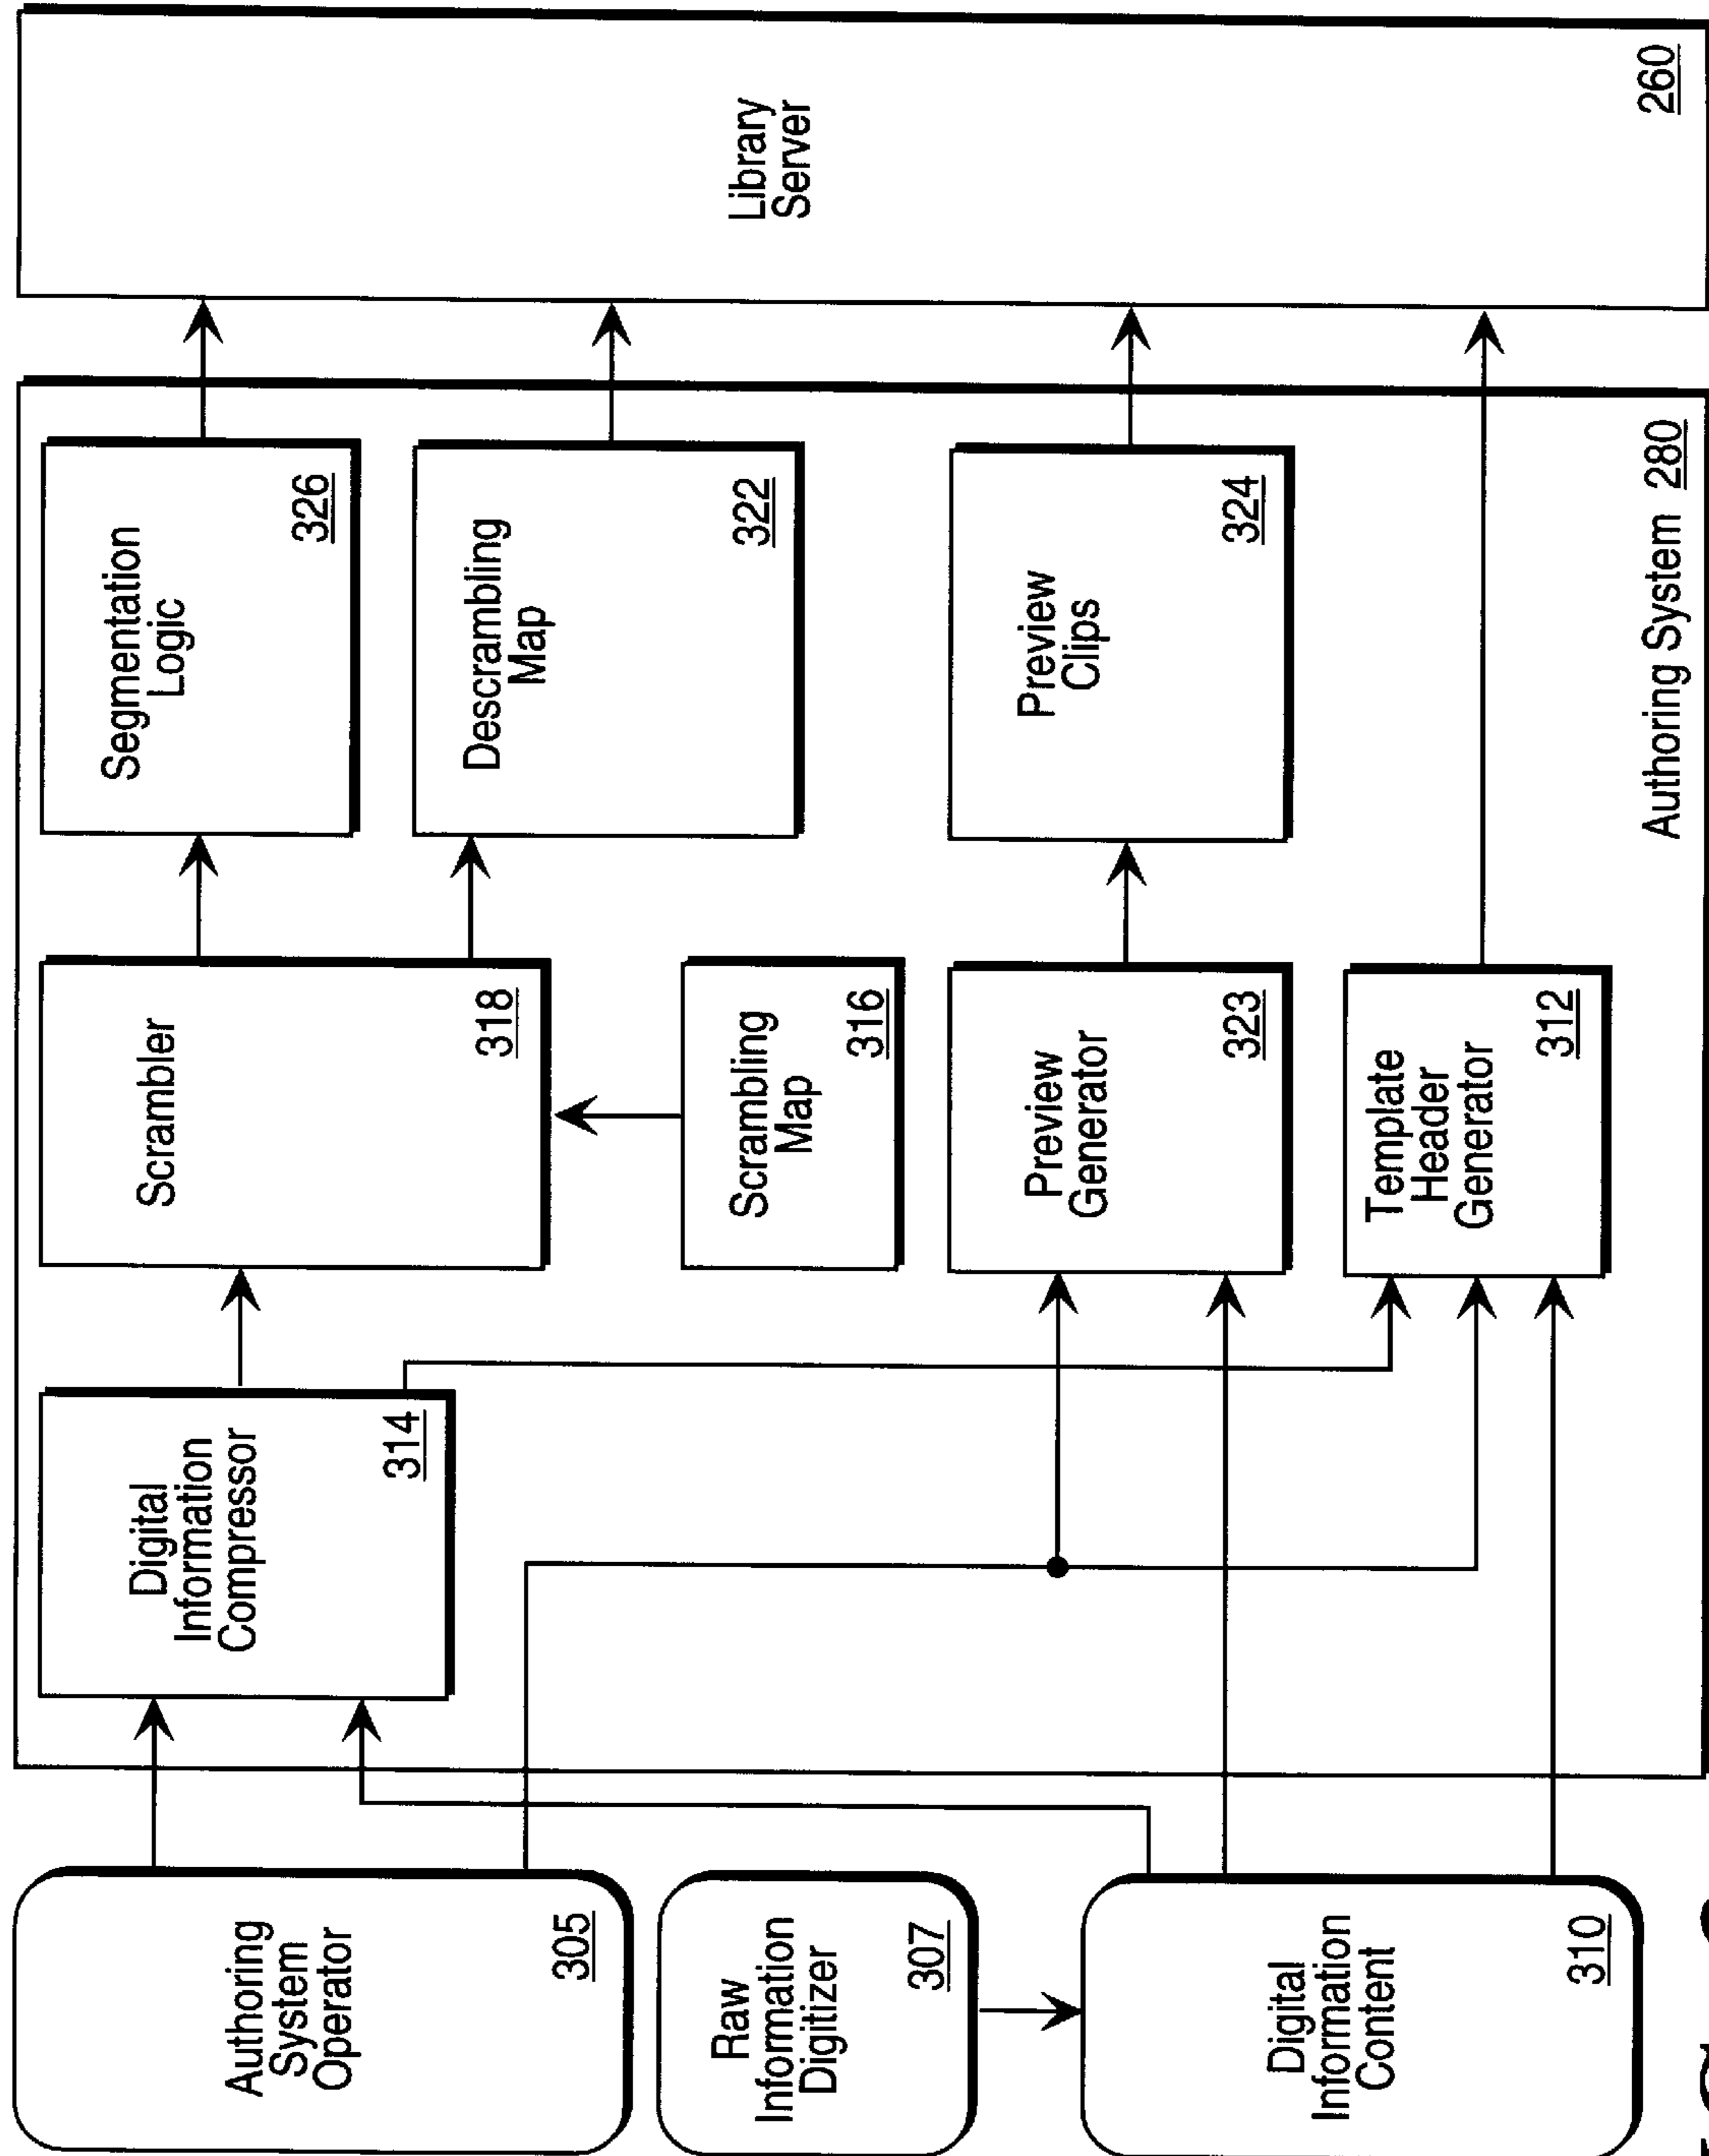 Authoring
System
Operator
305
Raw
Information
Digitizer
307
Digital
Information
Content
310
Digital
Information
Compressor
314
Scrambler
318
Scrambling
Map
316
Preview
Generator
323
Template
Header
Generator
312
Segmentation
Logic
326
Descrambling
Map
322
Preview
Clips
324
Authoring System 280
Library
Server
260